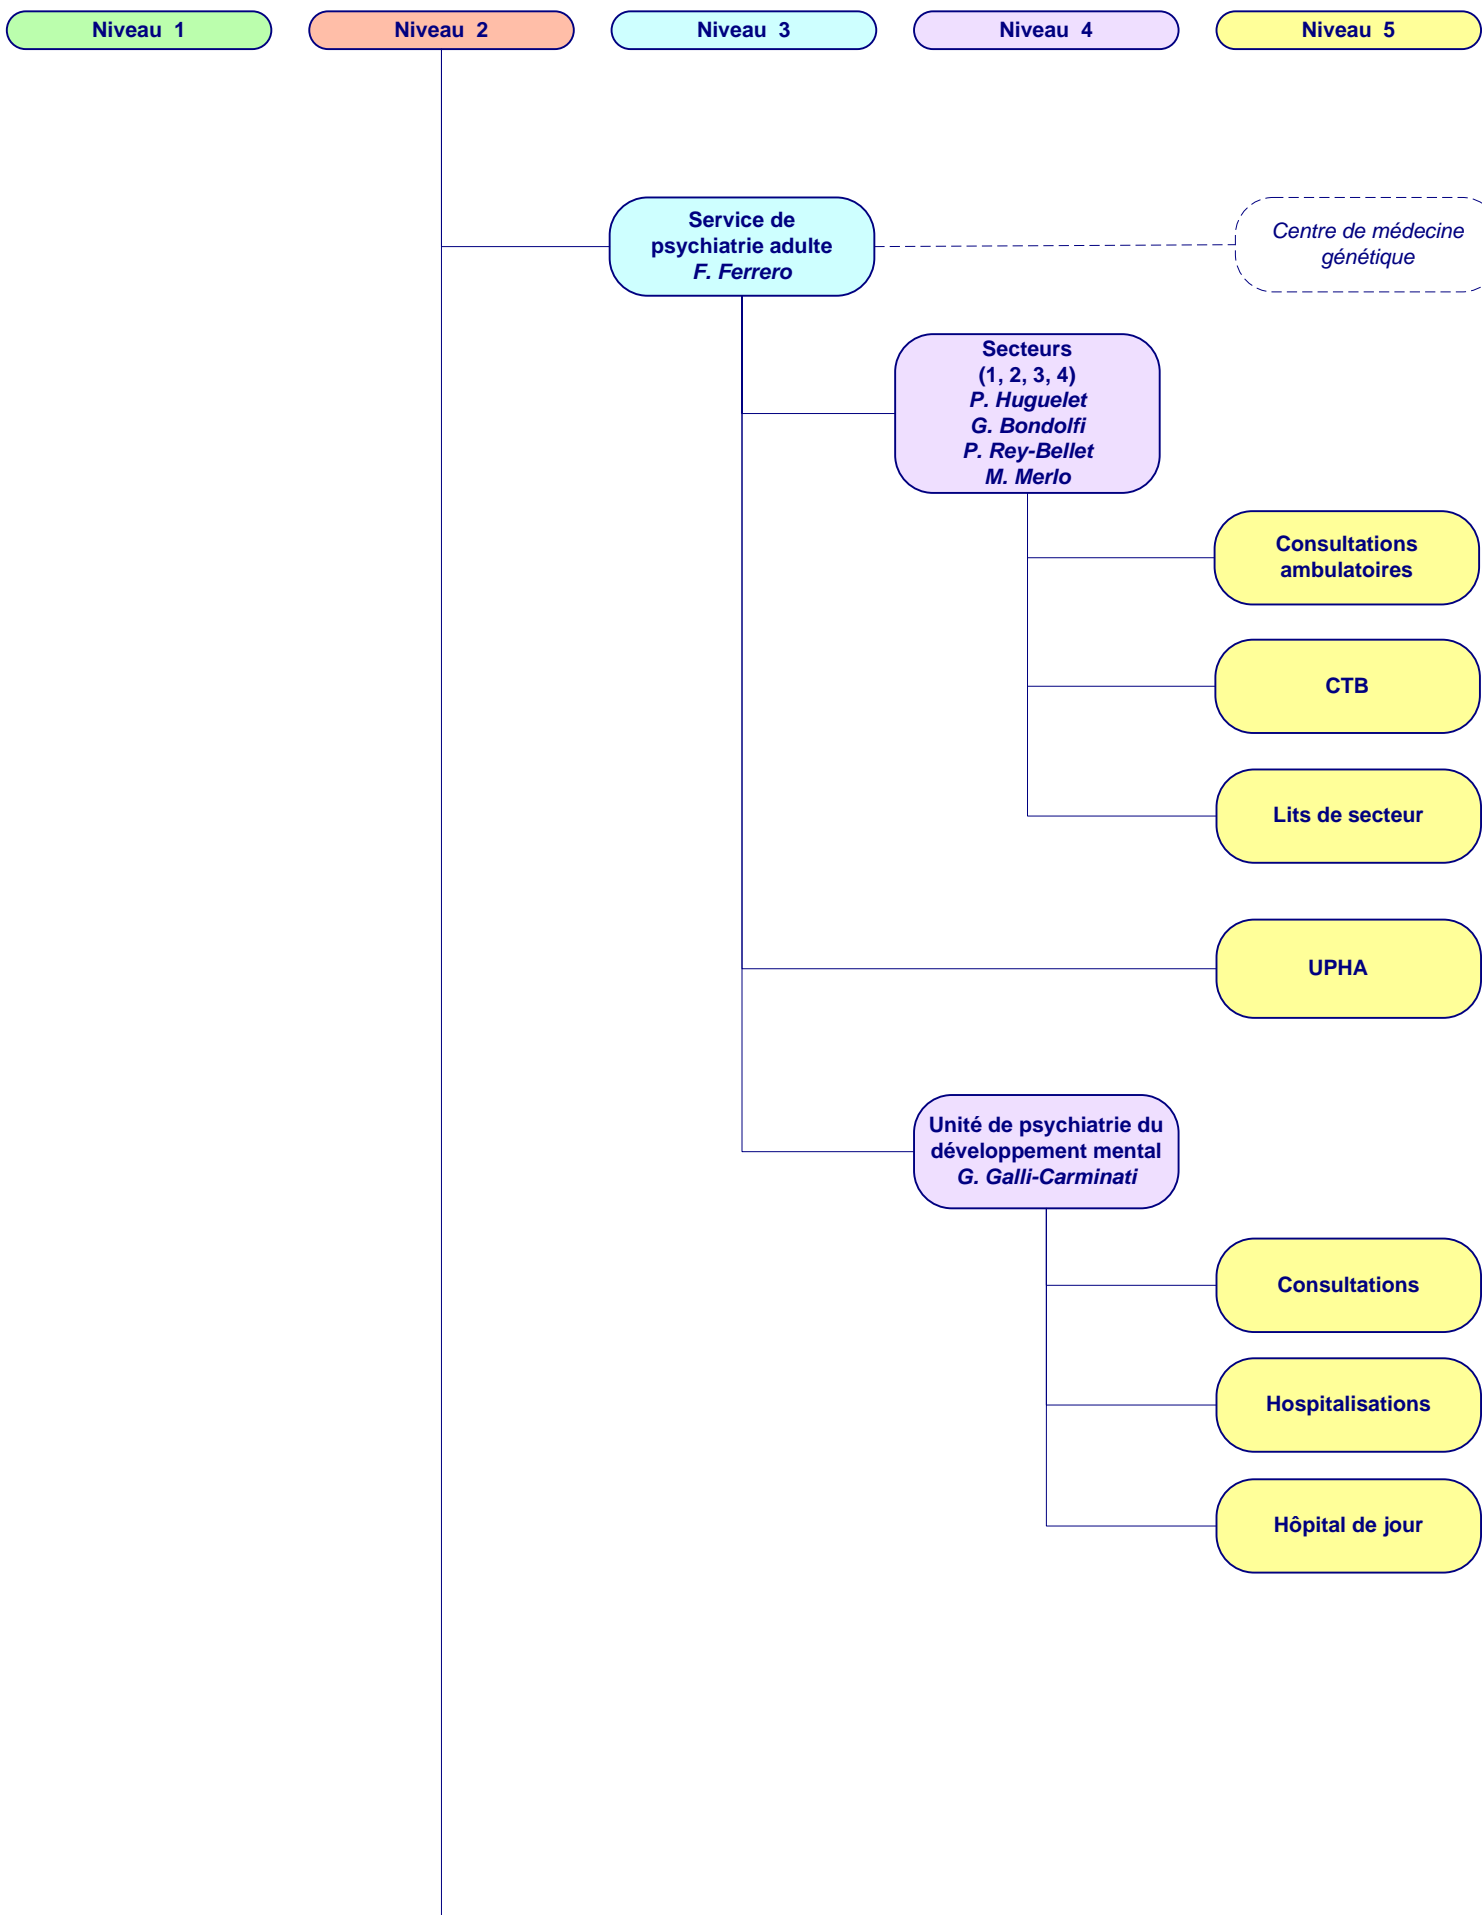 Niveau 1
Niveau 2
Niveau 3
Niveau 4
Niveau 5
Service de
psychiatrie adulte
F. Ferrero
Centre de médecine
génétique
Secteurs
(1, 2, 3, 4)
P. Huguelet
G. Bondolfi
P. Rey-Bellet
M. Merlo
Consultations
ambulatoires
CTB
Lits de secteur
UPHA
Unité de psychiatrie du
développement mental
G. Galli-Carminati
Consultations
Hospitalisations
Hôpital de jour